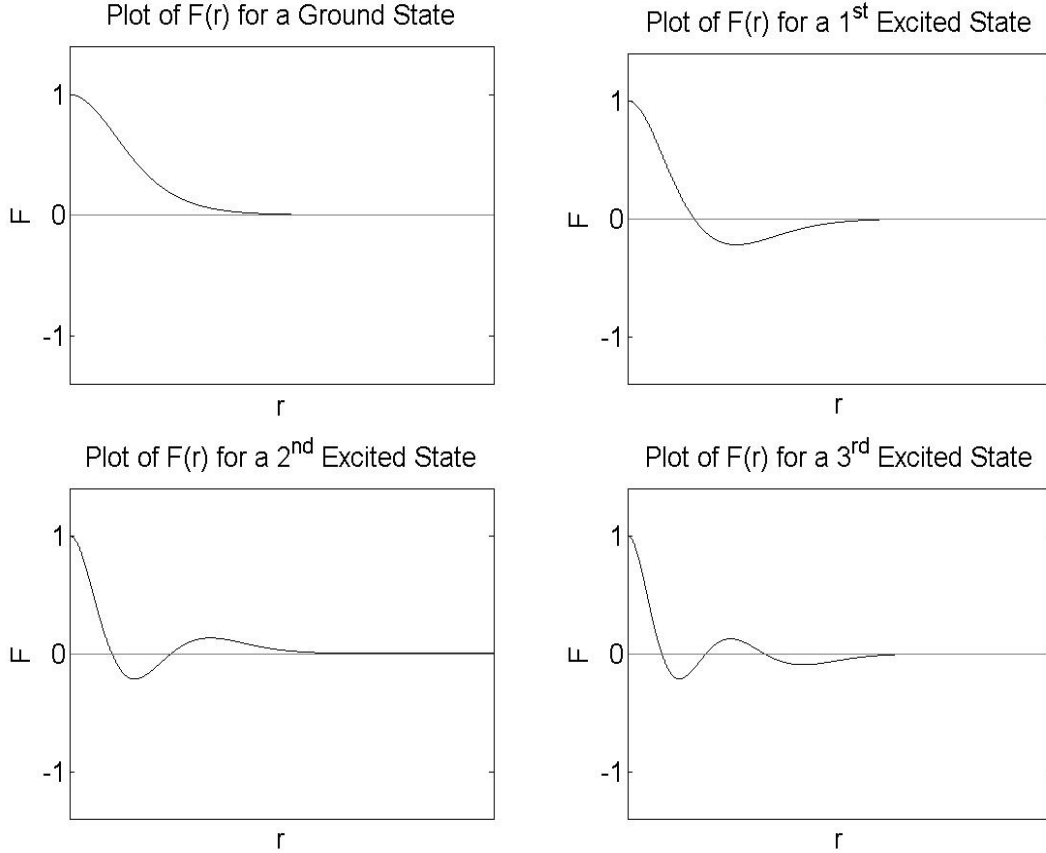 Plot of F(r) for a Ground State
1
0
-1
F
r
Plot of F(r) for a 1st Excited State
1
0
-1
F
r
Plot of F(r) for a 2nd Excited State
1
0
-1
F
r
Plot of F(r) for a 3rd Excited State
1
0
-1
F
r